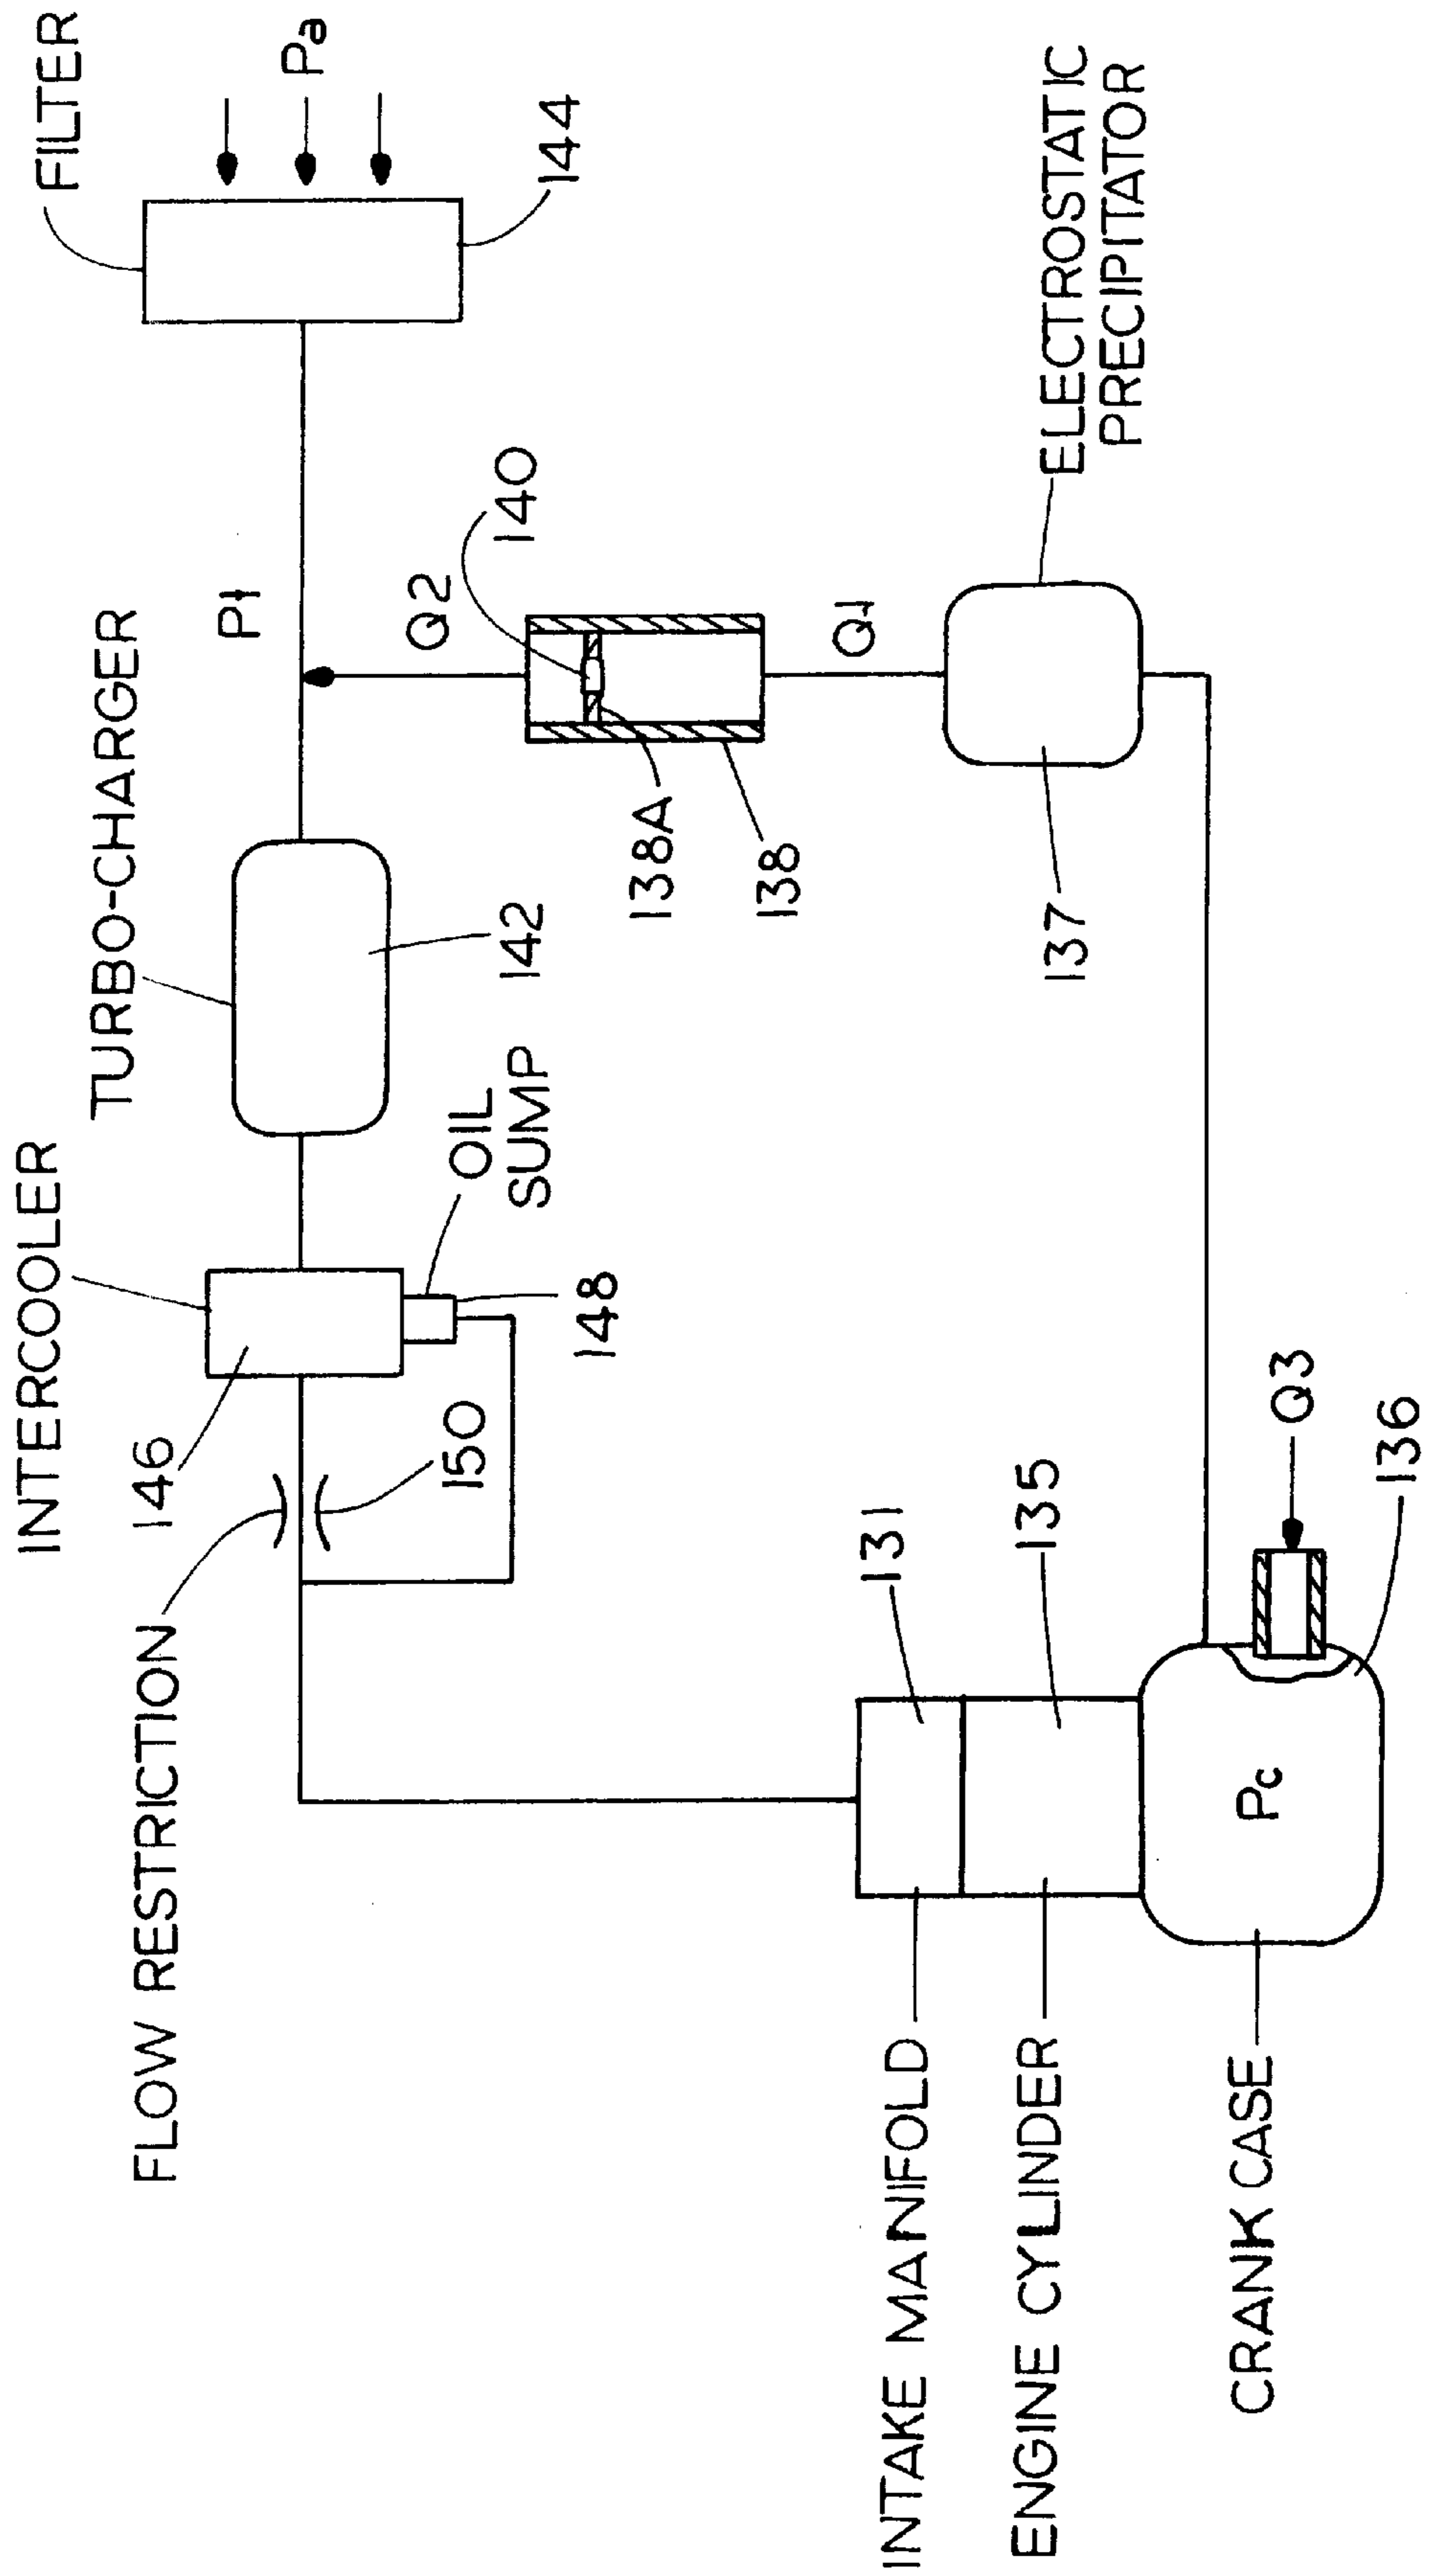 FILTER
Pa
144
TURBO-CHARGER
142
P1
Q2
140
138A
138
Q1
137
ELECTROSTATIC
PRECIPITATOR
INTERCOOLER
146
OIL
SUMP
148
FLOW RESTRICTION
150
131
135
Q3
136
Pc
INTAKE MANIFOLD
ENGINE CYLINDER
CRANK CASE